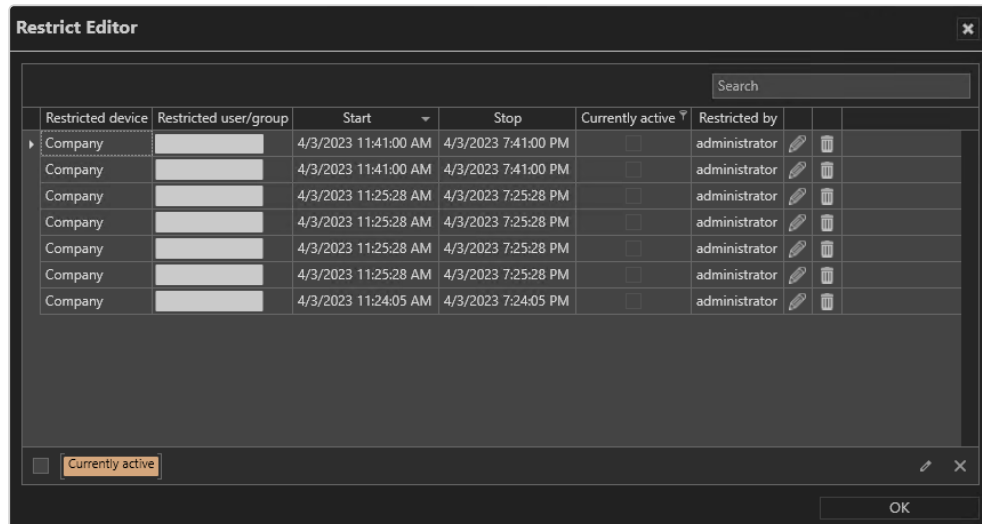 Restrict Editor
Search
Restricted device Restricted user/group Start Stop Currently active Restricted by
Company 4/3/2023 11:41:00 AM 4/3/2023 7:41:00 PM administrator
Company 4/3/2023 11:41:00 AM 4/3/2023 7:41:00 PM administrator
Company 4/3/2023 11:25:28 AM 4/3/2023 7:25:28 PM administrator
Company 4/3/2023 11:25:28 AM 4/3/2023 7:25:28 PM administrator
Company 4/3/2023 11:25:28 AM 4/3/2023 7:25:28 PM administrator
Company 4/3/2023 11:25:28 AM 4/3/2023 7:25:28 PM administrator
Company 4/3/2023 11:24:05 AM 4/3/2023 7:24:05 PM administrator
Currently active
OK